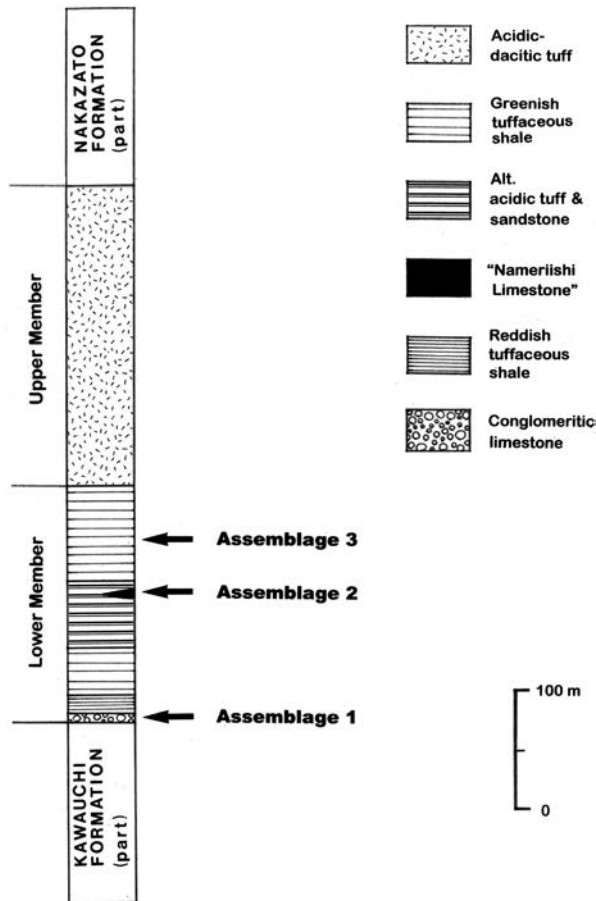 NAKAZATO
FORMATION
(part)
Upper Member
Lower Member
KAWAUCHI
FORMATION
(part)
Assemblage 3
Assemblage 2
Assemblage 1
Acidic-
dacitic tuff
Greenish
tuffaceous
shale
Alt.
acidic tuff &
sandstone
"Nameriishi
Limestone"
Reddish
tuffaceous
shale
Conglomeritic
limestone
100 m
0